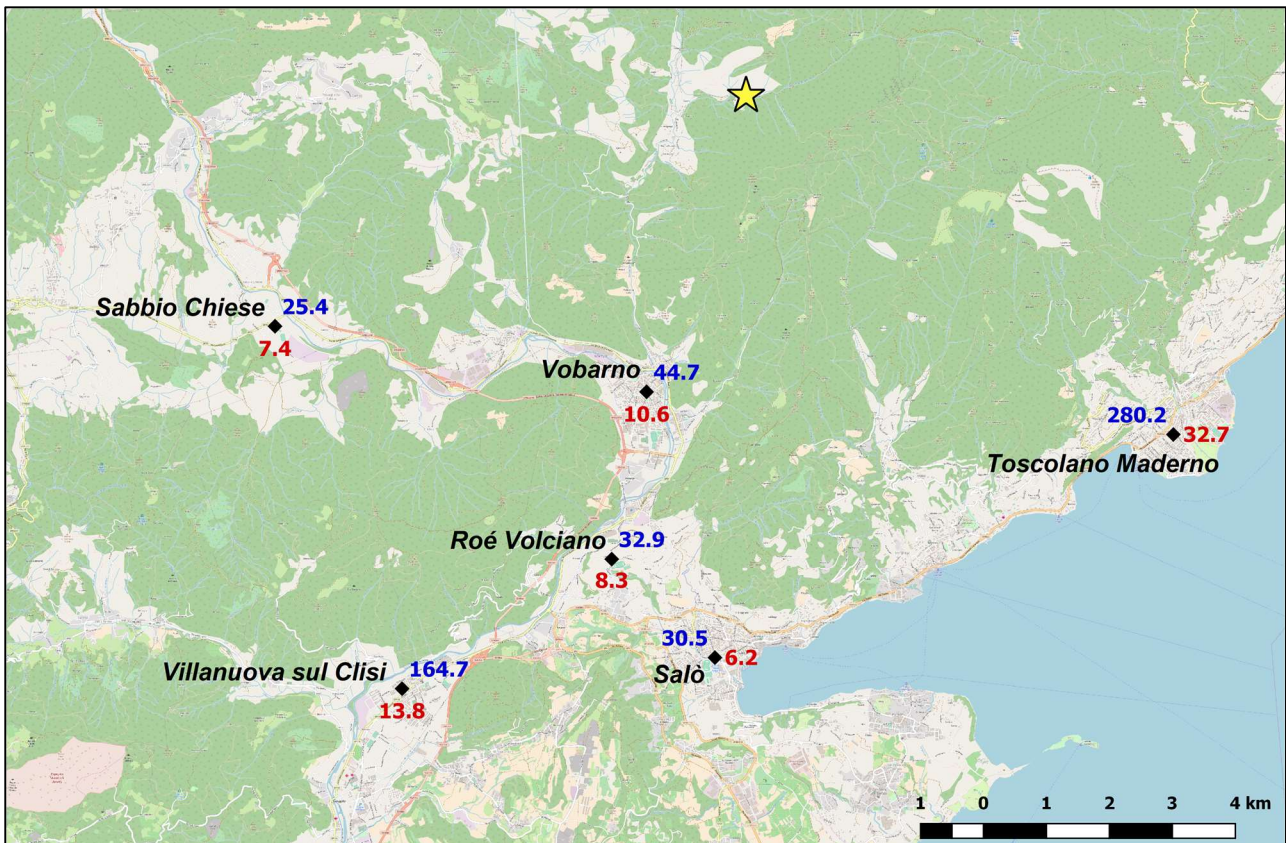 Sabbio Chiese 25.4
7.4
Vobarno 44.7
10.6
280.2
32.7
Toscolano Maderno
Roé Volciano 32.9
8.3
30.5
6.2
Salò
Villanuova sul Clisi 164.7
13.8
1 0 1 2 3 4 km